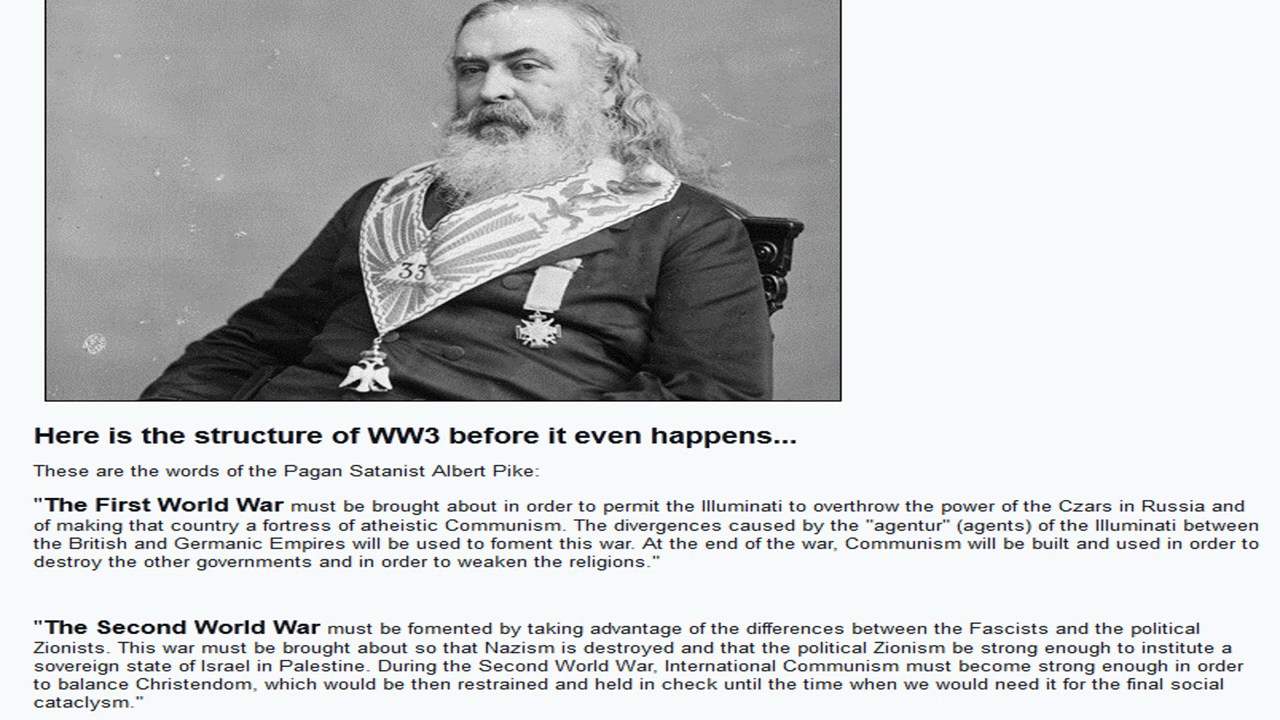 33
Here is the structure of WW3 before it even happens...
These are the words of the Pagan Satanist Albert Pike:
"The First World War must be brought about in order to permit the Illuminati to overthrow the power of the Czars in Russia and
of making that country a fortress of atheistic Communism. The divergences caused by the "agentur" (agents) of the Illuminati between
the British and Germanic Empires will be used to foment this war. At the end of the war, Communism will be built and used in order to
destroy the other governments and in order to weaken the religions."
"The Second World War must be fomented by taking advantage of the differences between the Fascists and the political
Zionists. This war must be brought about so that Nazism is destroyed and that the political Zionism be strong enough to institute a
sovereign state of Israel in Palestine. During the Second World War, International Communism must become strong enough in order
to balance Christendom, which would be then restrained and held in check until the time when we would need it for the final social
cataclysm."